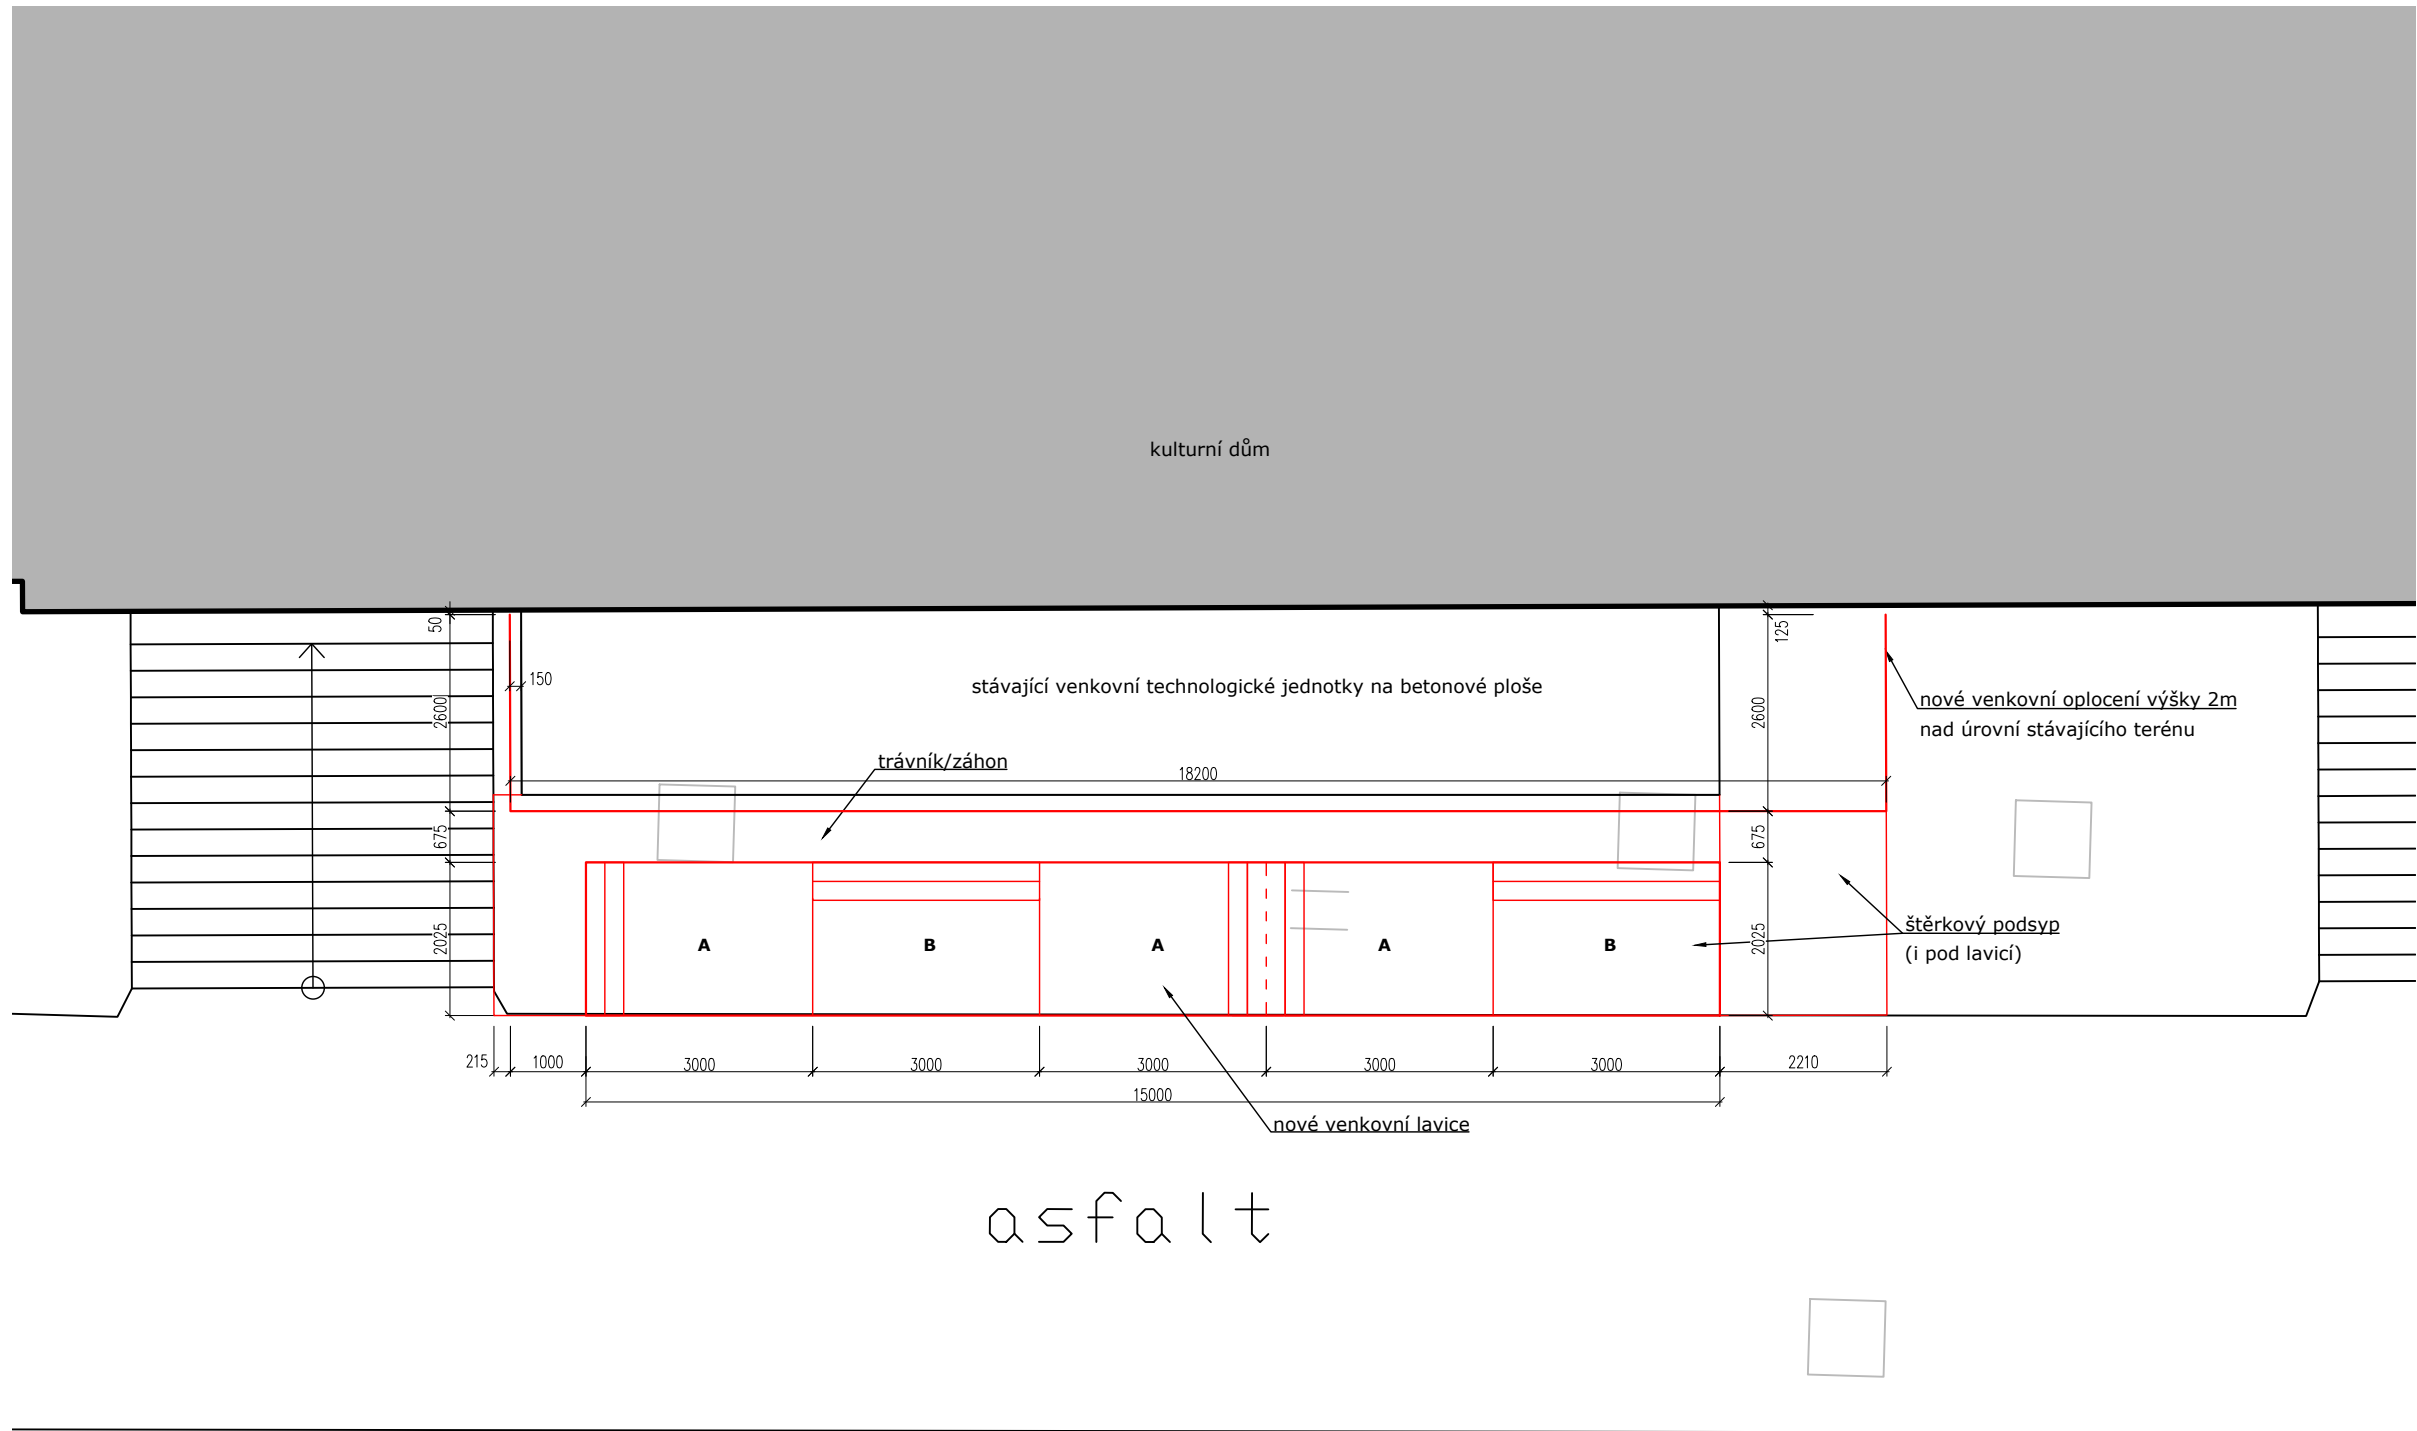 kulturní dům
50
125
150
stávající venkovní technologické jednotky na betonové ploše
2600
2600
nové venkovní oplocení výšky 2m
nad úrovní stávajícího terénu
trávník/záhon
18200
675
675
štěrkový podsyp
(i pod lavicí)
2025
A
B
A
A
B
2025
215
1000
3000
3000
3000
3000
3000
2210
15000
nové venkovní lavice
asfalt